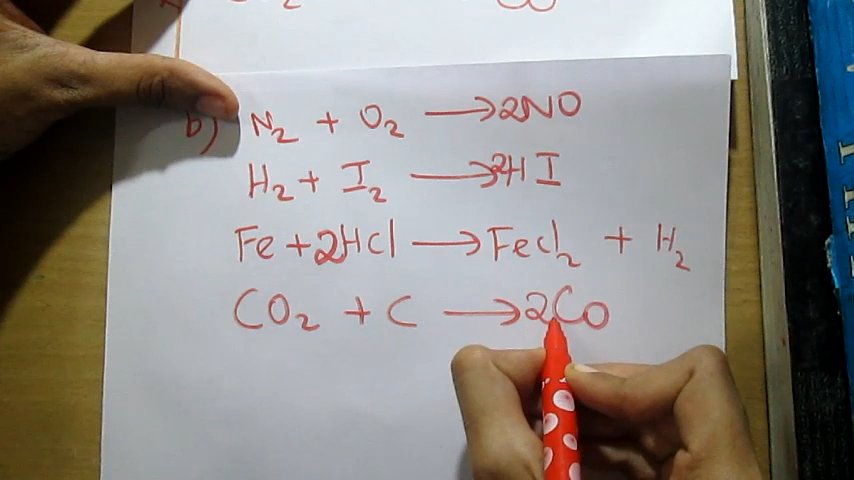 b) N₂ + O₂ → 2NO
H₂ + I₂ → 2HI
Fe + 2HCl → FeCl₂ + H₂
CO₂ + C → 2CO